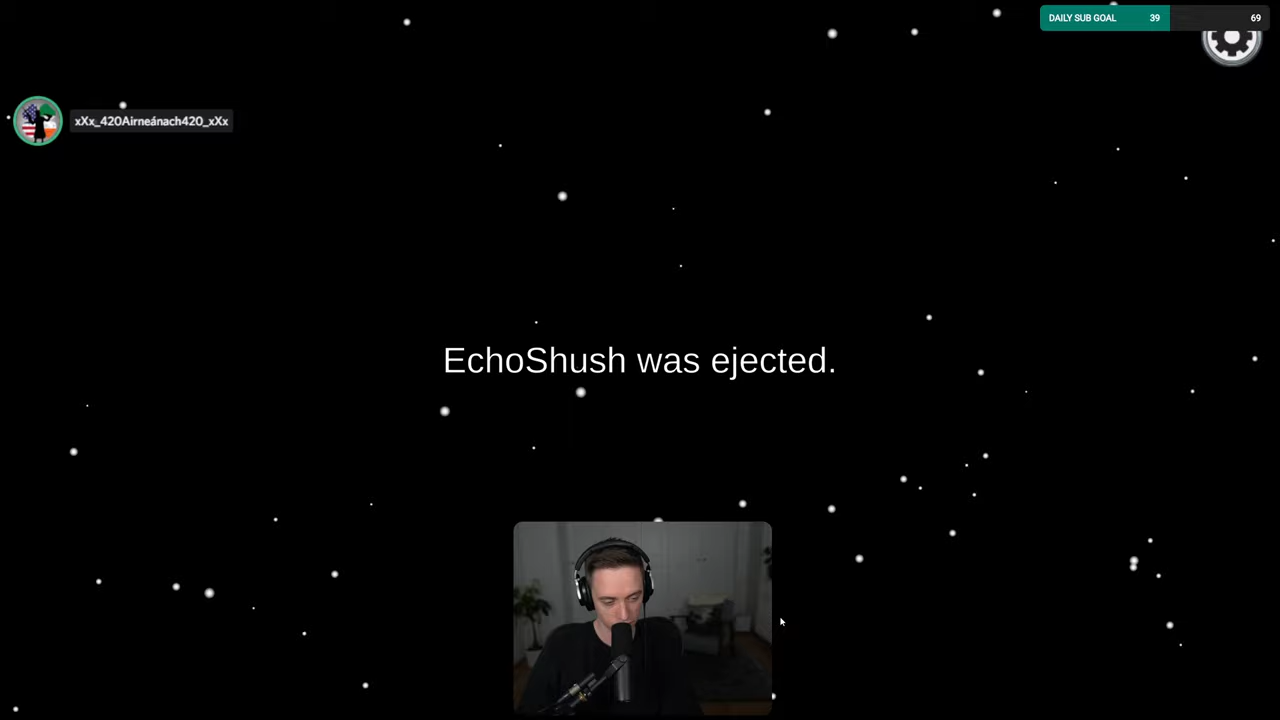 DAILY SUB GOAL 39 69
xXx_420Airneánach420_xXx
EchoShush was ejected.